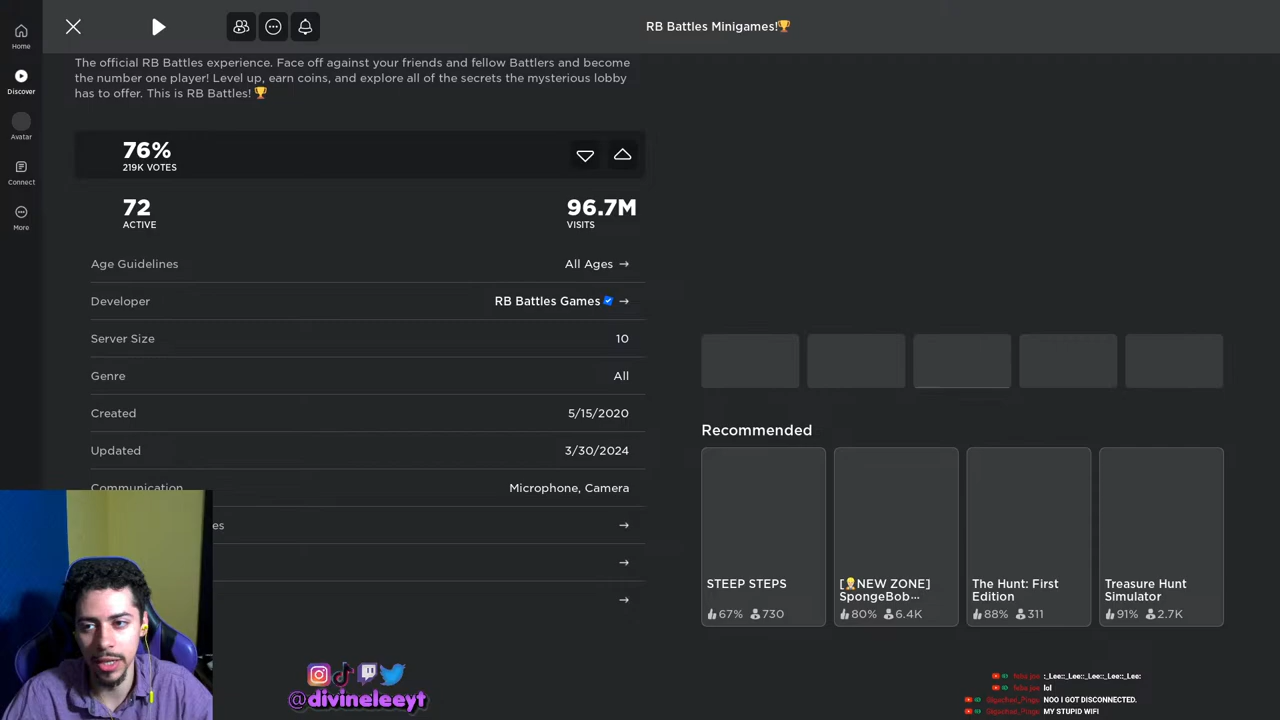 RB Battles Minigames!🏆
Home
Discover
Avatar
Connect
More
The official RB Battles experience. Face off against your friends and fellow Battlers and become
the number one player! Level up, earn coins, and explore all of the secrets the mysterious lobby
has to offer. This is RB Battles! 🏆
76%
219K VOTES
72
ACTIVE
96.7M
VISITS
Age Guidelines
All Ages →
Developer
RB Battles Games →
Server Size
10
Genre
All
Created
5/15/2020
Updated
3/30/2024
Communication
Microphone, Camera
es →
→
→
Recommended
STEEP STEPS
67% 730
[👱NEW ZONE]
SpongeBob...
80% 6.4K
The Hunt: First
Edition
88% 311
Treasure Hunt
Simulator
91% 2.7K
@divineleeyt
:_Lee::_Lee::_Lee::_Lee::_Lee:
lol
NOO I GOT DISCONNECTED.
MY STUPID WIFI